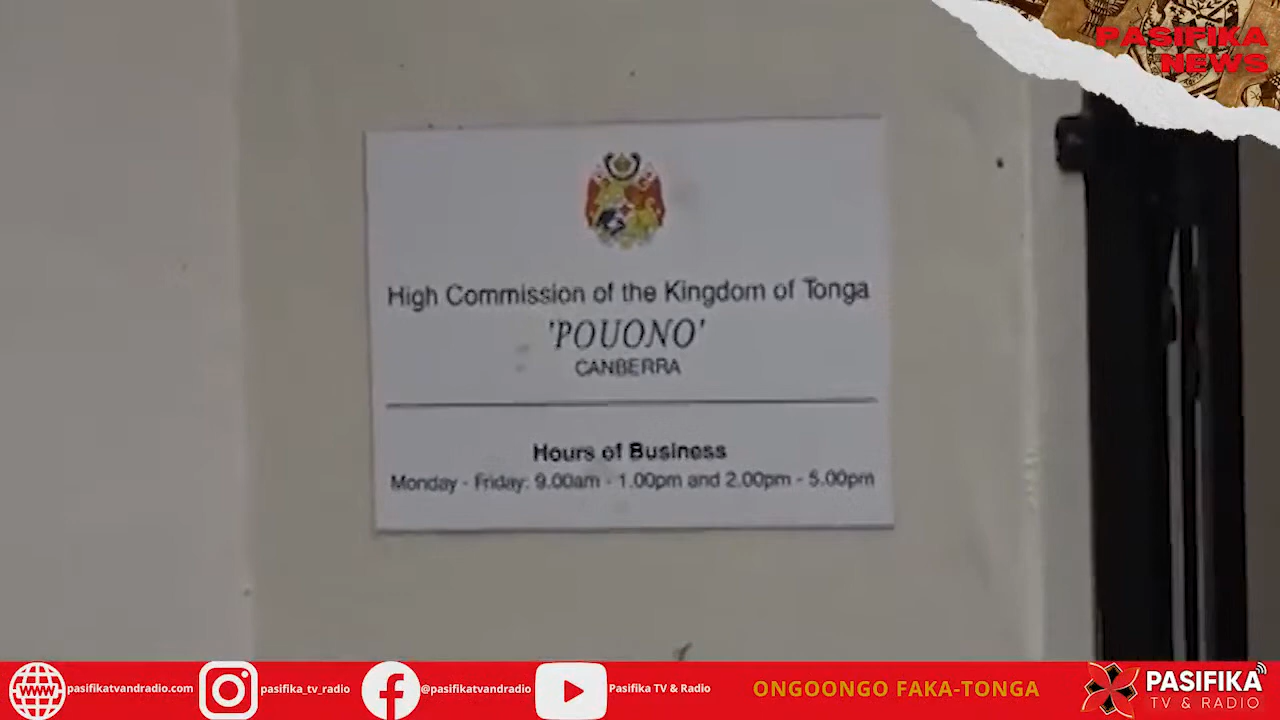 PASIFIKA
NEWS
High Commission of the Kingdom of Tonga
'POUONO'
CANBERRA
Hours of Business
Monday - Friday: 9.00am - 1.00pm and 2.00pm - 5.00pm
WWW
pasifikatvandradio.com
pasifika_tv_radio
@pasifikatvandradio
Pasifika TV & Radio
ONGOONGO FAKA-TONGA
PASIFIKA
TV & RADIO